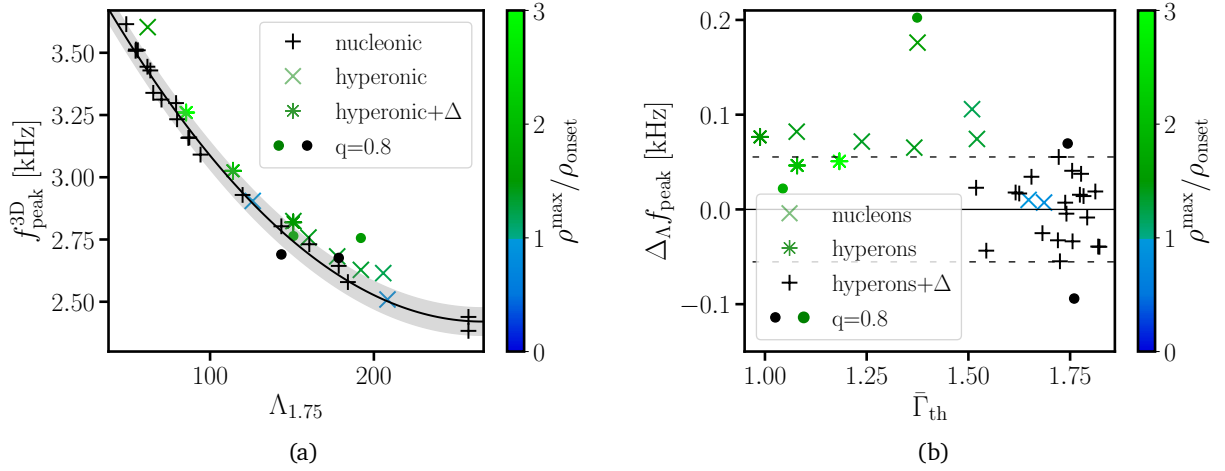 3.50
3.25
3.00
2.75
2.50
f^3D_peak [kHz]
100
200
Λ_1.75
nucleonic
hyperonic
hyperonic+Δ
q=0.8
3
2
1
0
ρ^max/ρ_onset
(a)
0.2
0.1
0.0
−0.1
Δ_Λ f_peak [kHz]
1.00
1.25
1.50
1.75
Γ̄_th
nucleons
hyperons
hyperons+Δ
q=0.8
3
2
1
0
ρ^max/ρ_onset
(b)